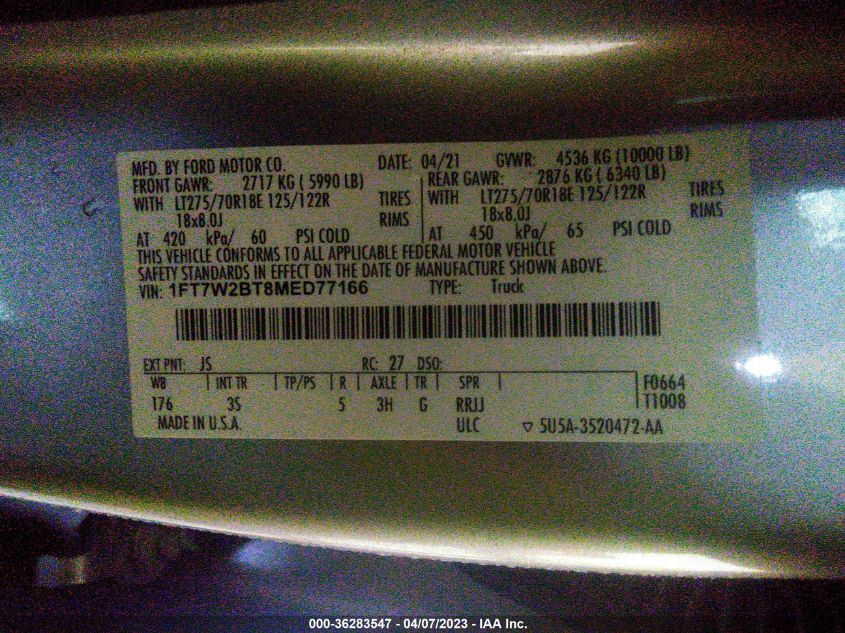 MFD. BY FORD MOTOR CO. DATE: 04/21 GVWR: 4536 KG (10000 LB)
FRONT GAWR: 2717 KG ( 5990 LB) REAR GAWR: 2876 KG ( 6340 LB)
WITH LT275/70R18E 125/122R TIRES WITH LT275/70R18E 125/122R TIRES
18x8.0J RIMS 18x8.0J RIMS
AT 420 kPa/ 60 PSI COLD AT 450 kPa/ 65 PSI COLD
THIS VEHICLE CONFORMS TO ALL APPLICABLE FEDERAL MOTOR VEHICLE
SAFETY STANDARDS IN EFFECT ON THE DATE OF MANUFACTURE SHOWN ABOVE.
VIN: 1FT7W2BT8MED77166 TYPE: Truck
EXT PNT: JS RC: 27 DSO:
WB INT TR TP/PS R AXLE TR SPR F0664
176 3S 5 3H G RRJJ T1008
MADE IN U.S.A. ULC ▽ 5U5A-3520472-AA
000-36283547 - 04/07/2023 - IAA Inc.